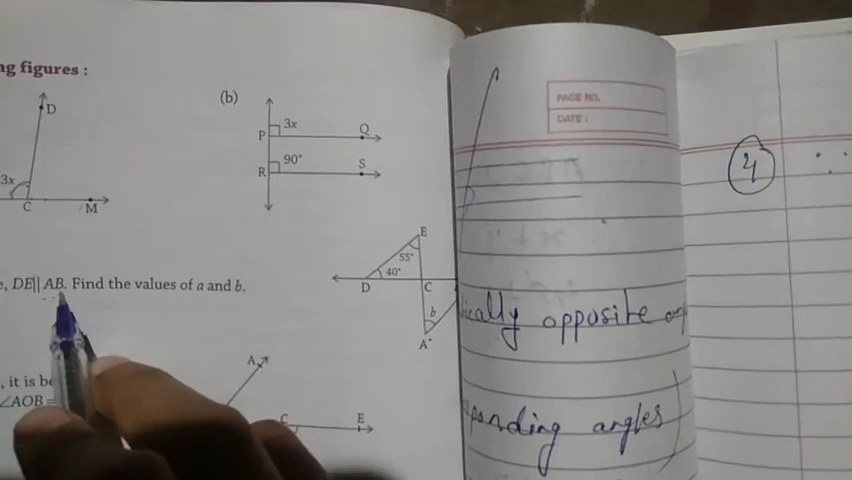 ng figures :
D
3x
C
M
(b)
P
3x
Q
R
90°
S
PAGE NO.
DATE :
4
∴
E
55°
40°
D
C
b
A
e, DE|| AB. Find the values of a and b.
ically opposite
ponding angles)
, it is be
∠AOB =
A
C
E